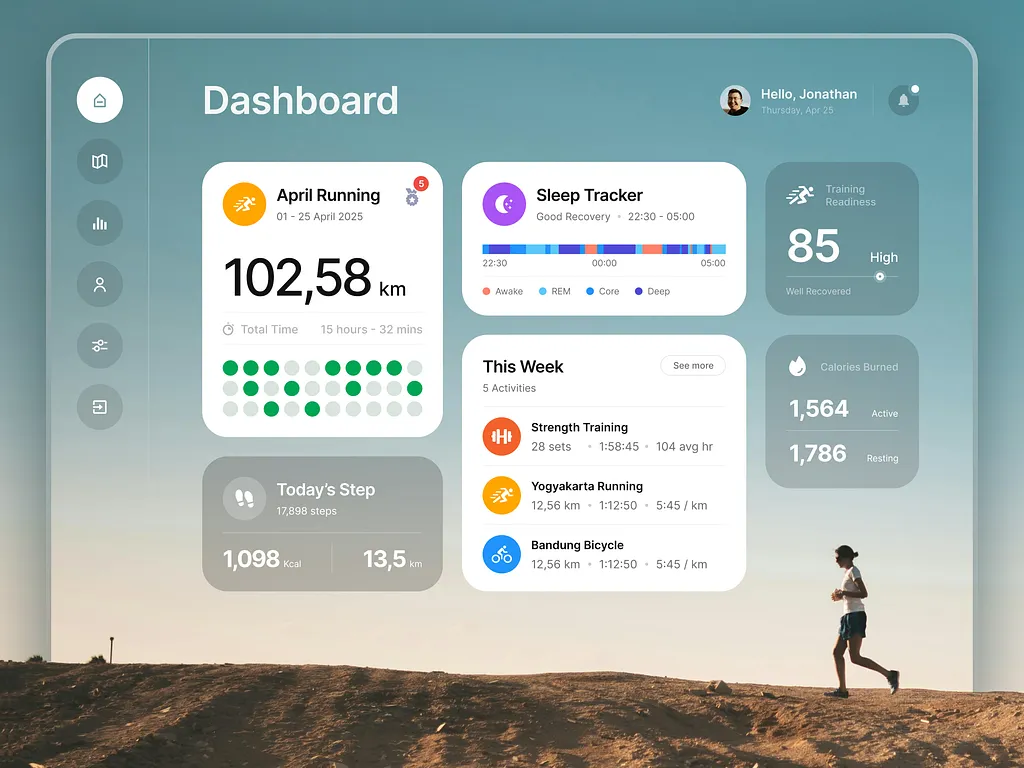 Dashboard
Hello, Jonathan
Thursday, Apr 25
April Running
01 - 25 April 2025
5
102,58 km
Total Time
15 hours - 32 mins
Today's Step
17,898 steps
1,098 Kcal
13,5 km
Sleep Tracker
Good Recovery • 22:30 - 05:00
22:30
00:00
05:00
Awake
REM
Core
Deep
This Week
See more
5 Activities
Strength Training
28 sets • 1:58:45 • 104 avg hr
Yogyakarta Running
12,56 km • 1:12:50 • 5:45 / km
Bandung Bicycle
12,56 km • 1:12:50 • 5:45 / km
Training
Readiness
85
High
Well Recovered
Calories Burned
1,564 Active
1,786 Resting